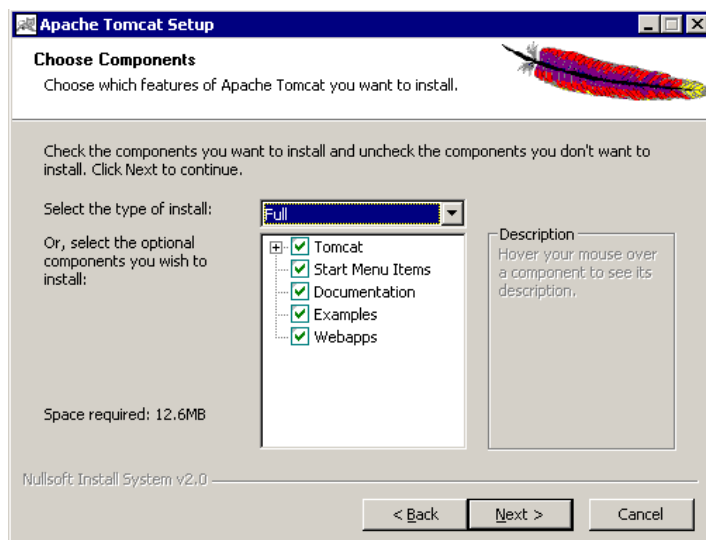 Apache Tomcat Setup
Choose Components
Choose which features of Apache Tomcat you want to install.
Check the components you want to install and uncheck the components you don't want to
install. Click Next to continue.
Select the type of install:
Full
Or, select the optional
components you wish to
install:
Tomcat
Start Menu Items
Documentation
Examples
Webapps
Description
Hover your mouse over
a component to see its
description.
Space required: 12.6MB
Nullsoft Install System v2.0
< Back
Next >
Cancel